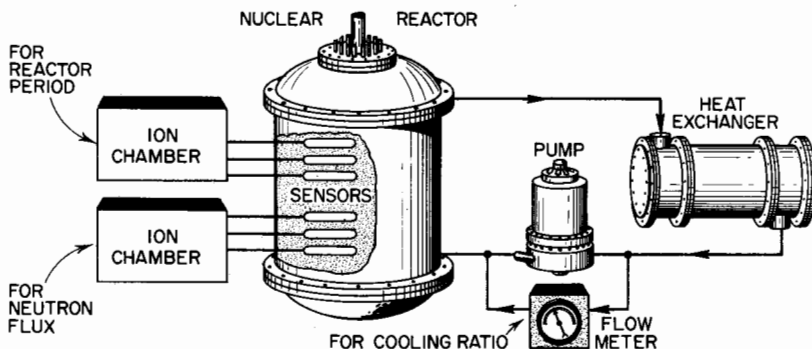 NUCLEAR REACTOR
FOR
REACTOR
PERIOD
ION
CHAMBER
SENSORS
ION
CHAMBER
FOR
NEUTRON
FLUX
PUMP
HEAT
EXCHANGER
FOR COOLING RATIO
FLOW
METER